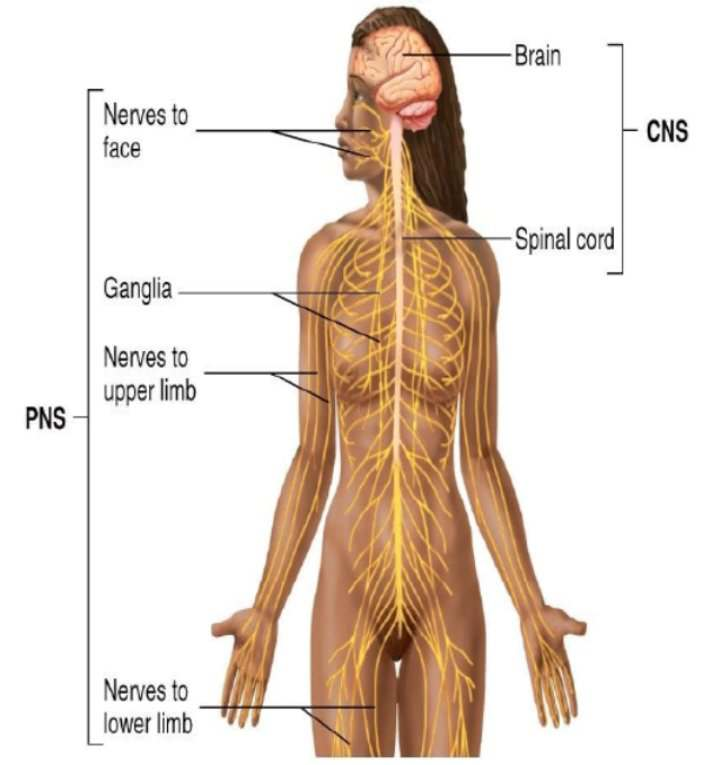 Brain
CNS
Spinal cord
Nerves to
face
Ganglia
Nerves to
upper limb
PNS
Nerves to
lower limb